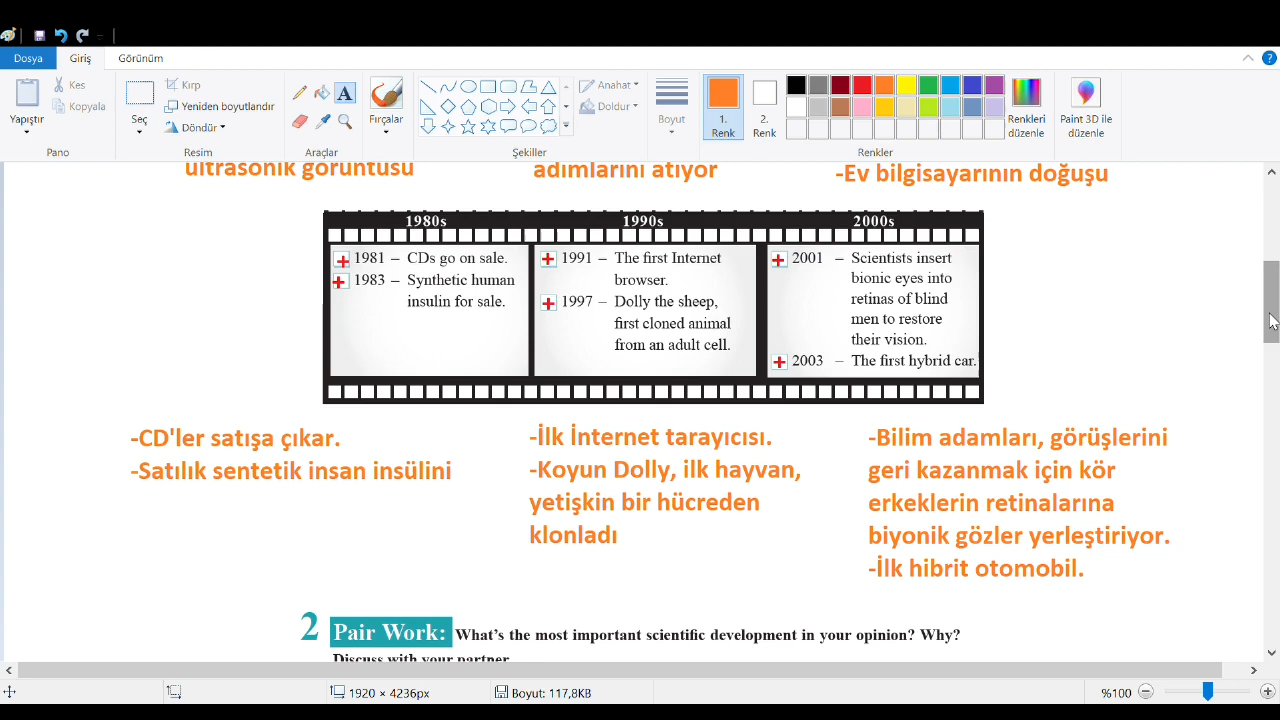 Dosya Giriş Görünüm
Yapıştır
Kes
Kopyala
Pano
Seç
Kırp
Yeniden boyutlandır
Döndür
Resim
A
Araçlar
Fırçalar
Anahat
Doldur
Şekiller
Boyut
1.
Renk
2.
Renk
Renkleri
düzenle
Renkler
Paint 3D ile
düzenle
ultrasonik görüntüsü
adımlarını atıyor
-Ev bilgisayarının doğuşu
1980s
1981 – CDs go on sale.
1983 – Synthetic human
insulin for sale.
1990s
1991 – The first Internet
browser.
1997 – Dolly the sheep,
first cloned animal
from an adult cell.
2000s
2001 – Scientists insert
bionic eyes into
retinas of blind
men to restore
their vision.
2003 – The first hybrid car.
-CD'ler satışa çıkar.
-Satılık sentetik insan insülini
-İlk İnternet tarayıcısı.
-Koyun Dolly, ilk hayvan,
yetişkin bir hücreden
klonladı
-Bilim adamları, görüşlerini
geri kazanmak için kör
erkeklerin retinalarına
biyonik gözler yerleştiriyor.
-İlk hibrit otomobil.
2 Pair Work: What's the most important scientific development in your opinion? Why?
Discuss with your partner
1920 × 4236px
Boyut: 117,8KB
%100